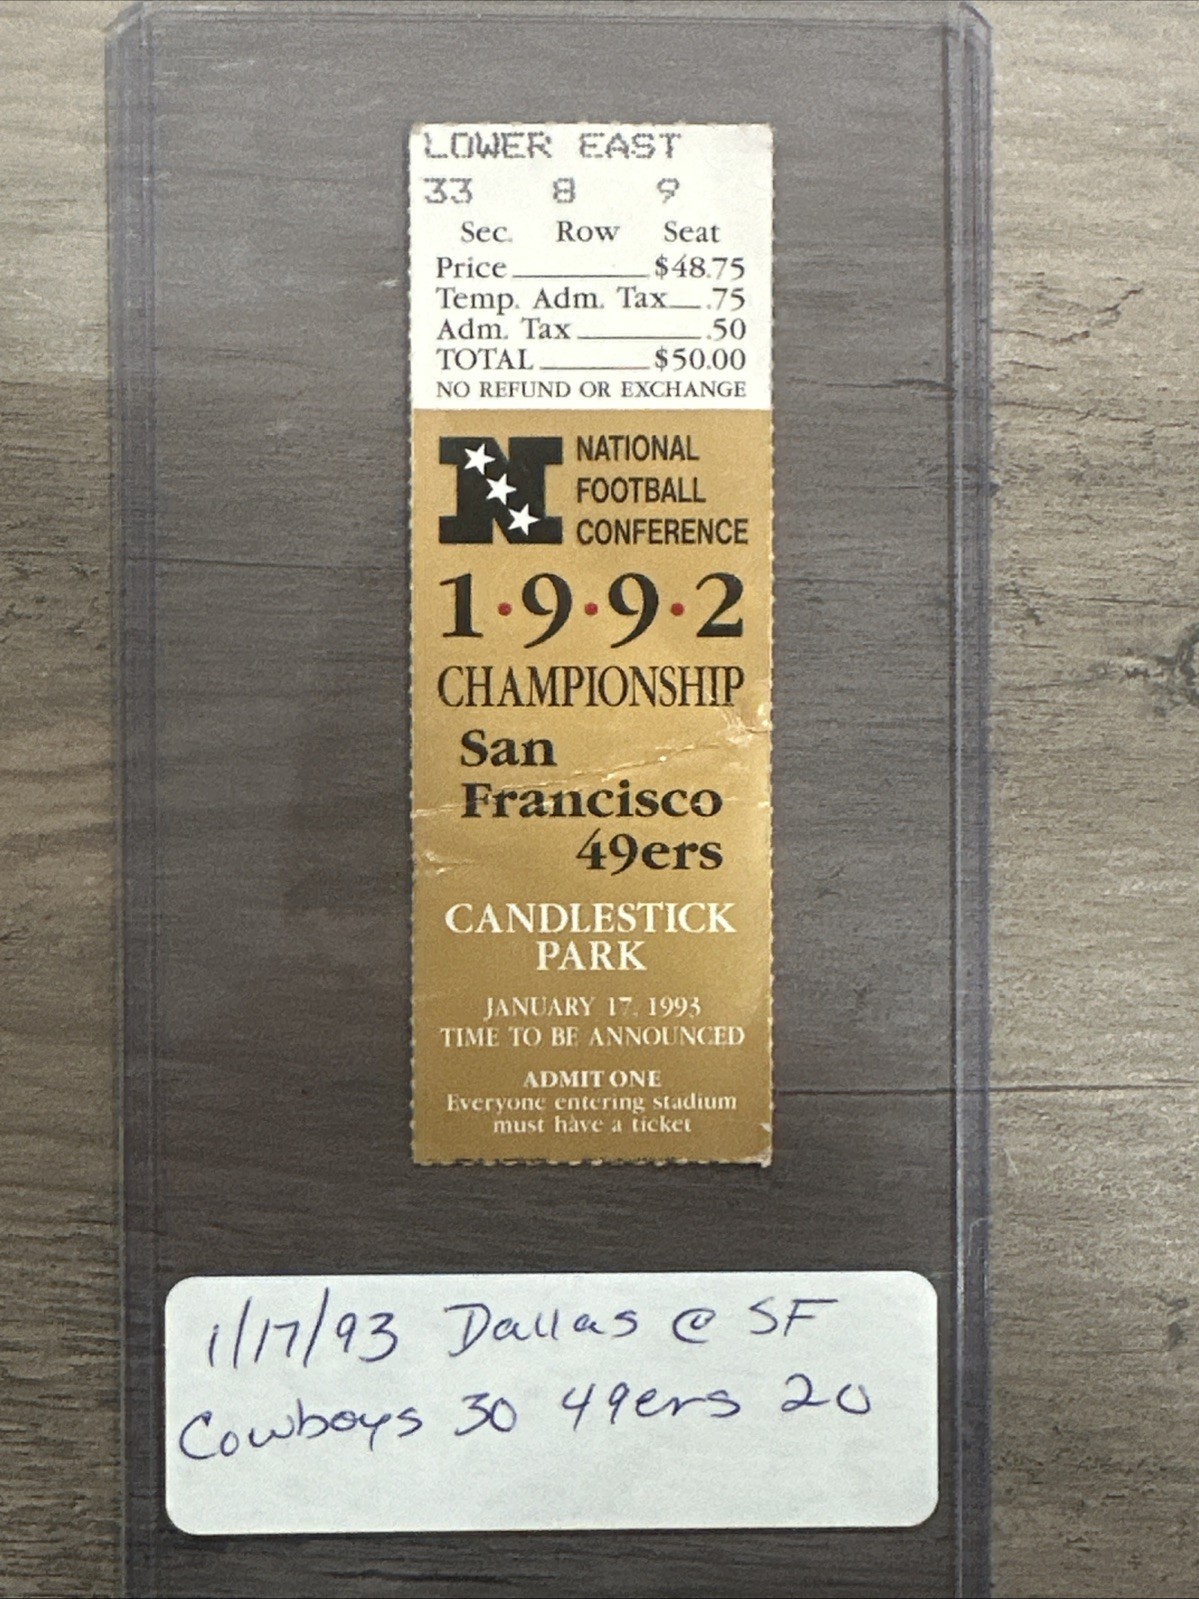 LOWER EAST
33 8 9
Sec. Row Seat
Price $48.75
Temp. Adm. Tax .75
Adm. Tax .50
TOTAL $50.00
NO REFUND OR EXCHANGE
N NATIONAL
FOOTBALL
CONFERENCE
1·9·9·2
CHAMPIONSHIP
San
Francisco
49ers
CANDLESTICK
PARK
JANUARY 17, 1993
TIME TO BE ANNOUNCED
ADMIT ONE
Everyone entering stadium
must have a ticket
1/17/93 Dallas @ SF
Cowboys 30 49ers 20